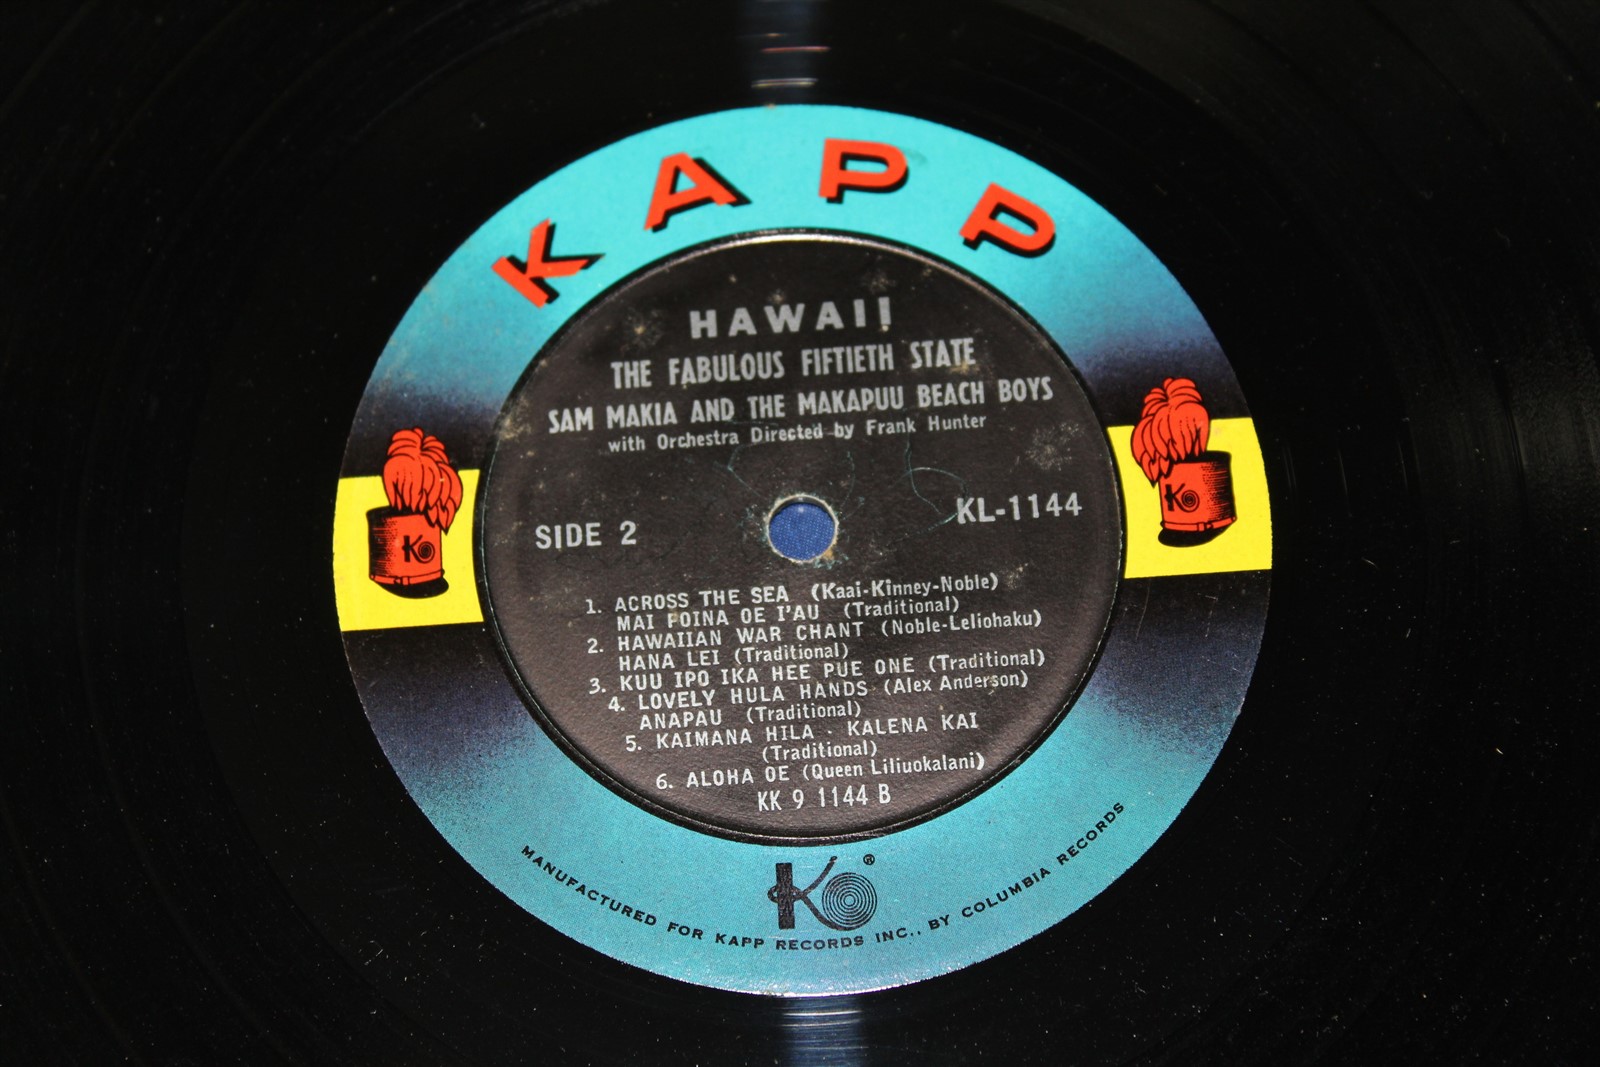 KAPP
HAWAII
THE FABULOUS FIFTIETH STATE
SAM MAKIA AND THE MAKAPUU BEACH BOYS
with Orchestra Directed by Frank Hunter
SIDE 2
KL-1144
1. ACROSS THE SEA (Kaai-Kinney-Noble)
MAI POINA OE I'AU (Traditional)
2. HAWAIIAN WAR CHANT (Noble-Leliohaku)
HANA LEI (Traditional)
3. KUU IPO IKA HEE PUE ONE (Traditional)
4. LOVELY HULA HANDS (Alex Anderson)
ANAPAU (Traditional)
5. KAIMANA HILA · KALENA KAI
(Traditional)
6. ALOHA OE (Queen Liliuokalani)
KK 9 1144 B
K
K
K ®
MANUFACTURED FOR KAPP RECORDS INC., BY COLUMBIA RECORDS